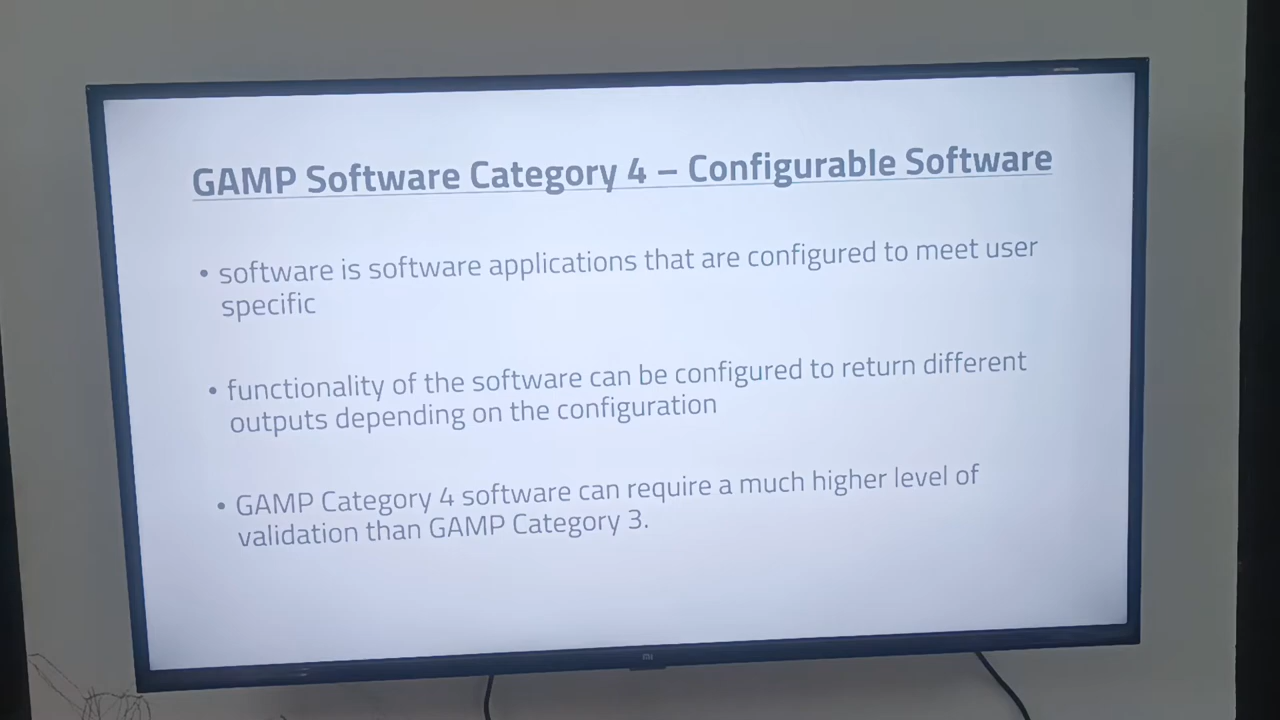 GAMP Software Category 4 – Configurable Software
• software is software applications that are configured to meet user
specific
• functionality of the software can be configured to return different
outputs depending on the configuration
• GAMP Category 4 software can require a much higher level of
validation than GAMP Category 3.
mi